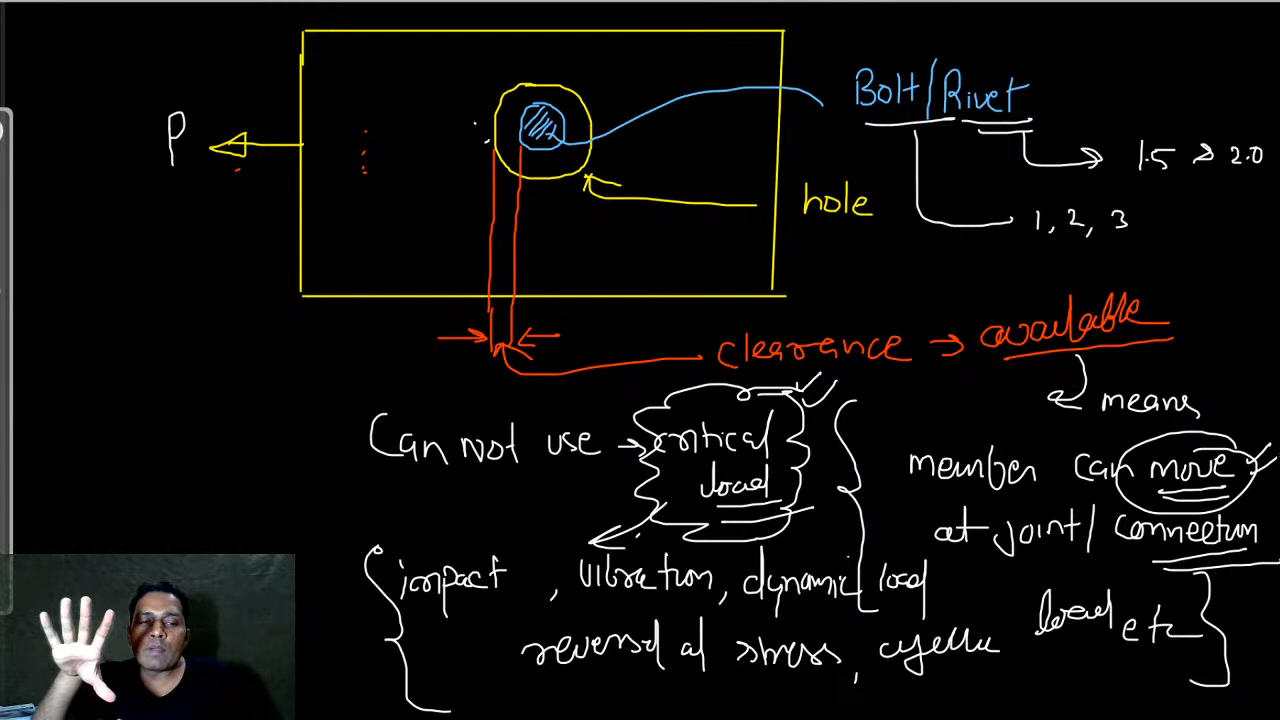 P
Bolt/Rivet
1.5 2.0
hole
1, 2, 3
clearance → available
means
Can not use → critical load
member can move
at joint/connection
impact, vibration, dynamic load
reversal of stress, cyclic load etc